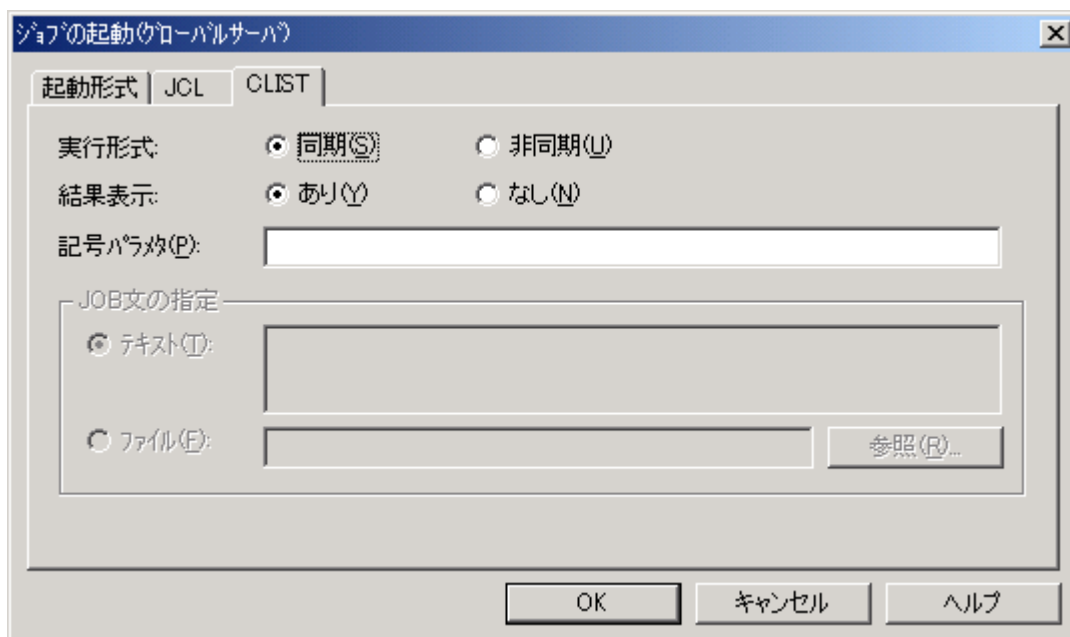 ｼﾞｮﾌﾞの起動(ｸﾞﾛｰﾊﾞﾙｻｰﾊﾞ)
起動形式 JCL CLIST
実行形式: 同期(S) 非同期(U)
結果表示: あり(Y) なし(N)
記号ﾊﾟﾗﾒﾀ(P):
JOB文の指定
ﾃｷｽﾄ(T):
ﾌｧｲﾙ(F): 参照(R)...
OK キャンセル ヘルプ